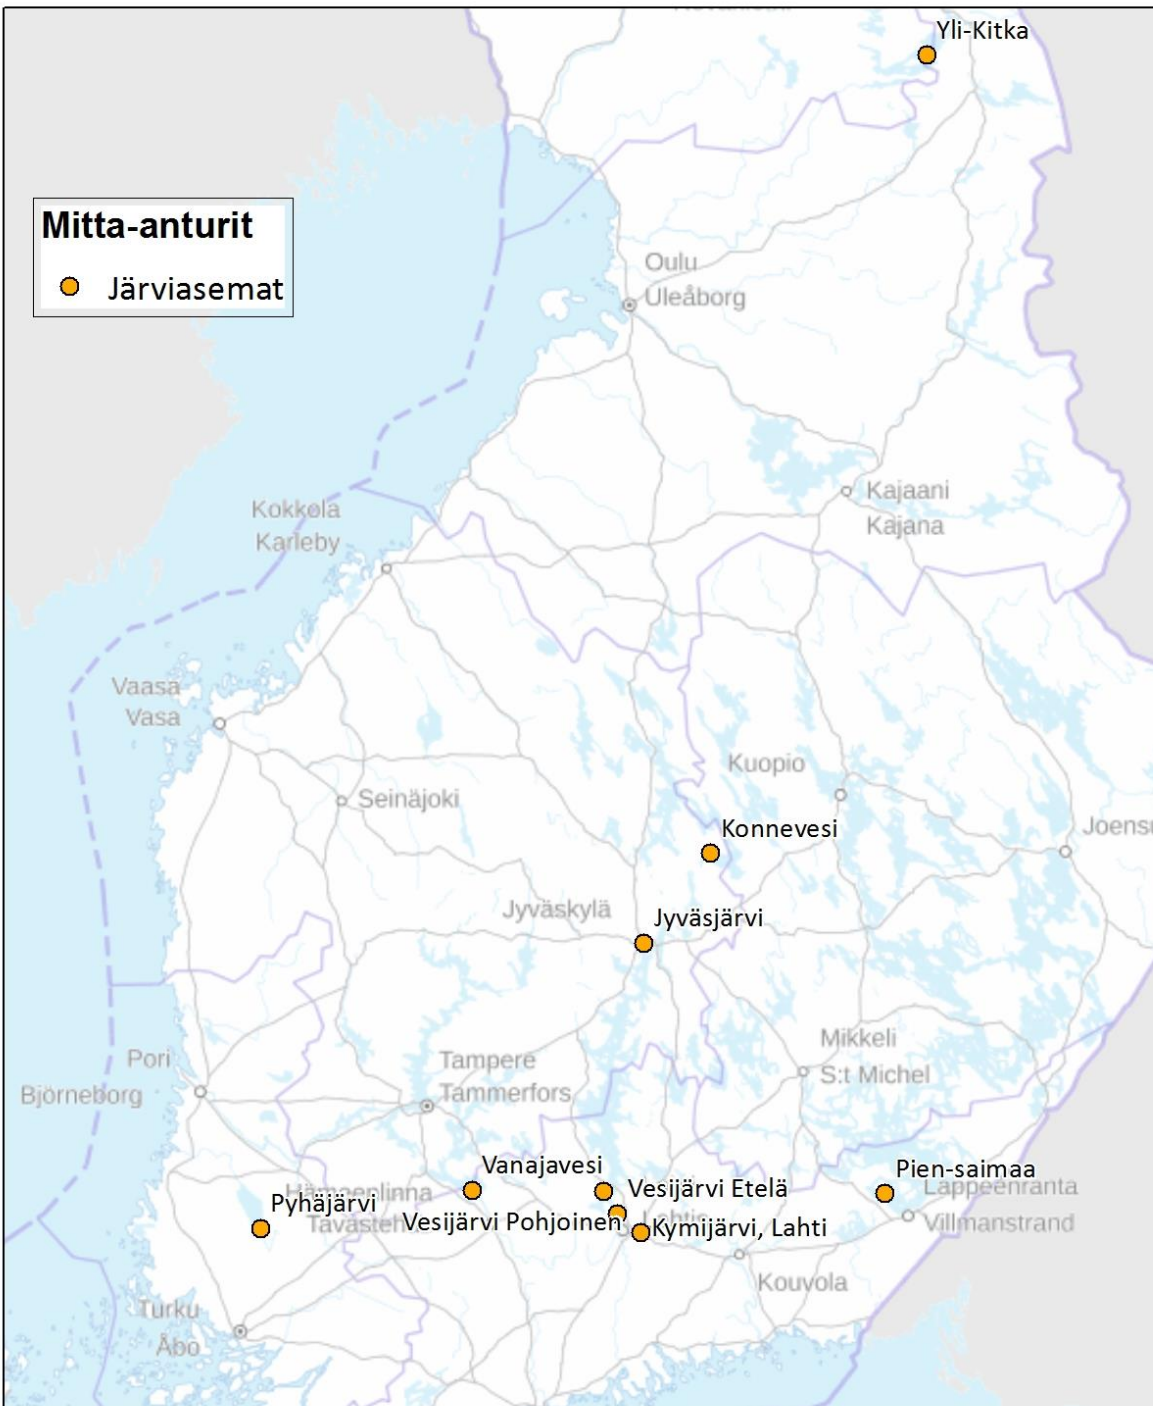 Yli-Kitka
Mitta-anturit
Järviasemat
Oulu
Uleåborg
Kajaani
Kajana
Kokkola
Karleby
Vaasa
Vasa
Kuopio
Seinäjoki
Joensu
Konnevesi
Jyväskylä
Jyväsjärvi
Mikkeli
S:t Michel
Pori
Björneborg
Tampere
Tammerfors
Vanajavesi
Pien-saimaa
Vesijärvi Etelä
Lappeenranta
Villmanstrand
Hämeenlinna
Pyhäjärvi
Vesijärvi Pohjoinen
Kymijärvi, Lahti
Kouvola
Turku
Åbo